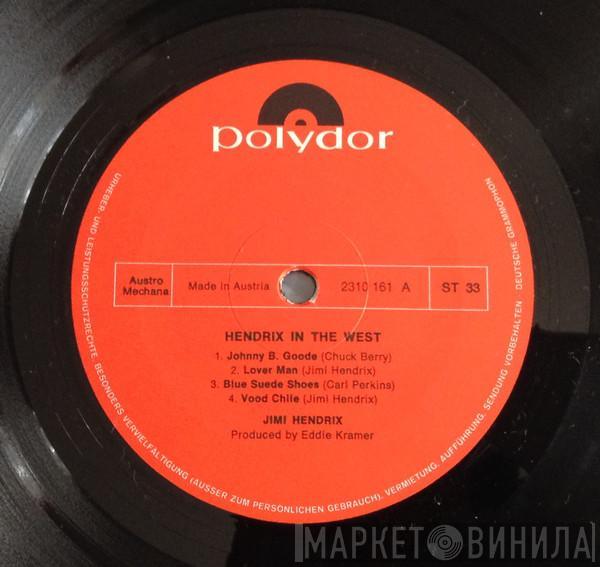 polydor
Austro
Mechana
Made in Austria
2310 161 A
ST 33
HENDRIX IN THE WEST
1. Johnny B. Goode (Chuck Berry)
2. Lover Man (Jimi Hendrix)
3. Blue Suede Shoes (Carl Perkins)
4. Vood Chile (Jimi Hendrix)
JIMI HENDRIX
Produced by Eddie Kramer
URHEBER- UND LEISTUNGSSCHUTZRECHTE, BESONDERS VERVIELFÄLTIGUNG (AUSSER ZUM PERSÖNLICHEN GEBRAUCH), VERMIETUNG, AUFFÜHRUNG, SENDUNG VORBEHALTEN DEUTSCHE GRAMMOPHON
МАРКЕТ ВИНИЛА